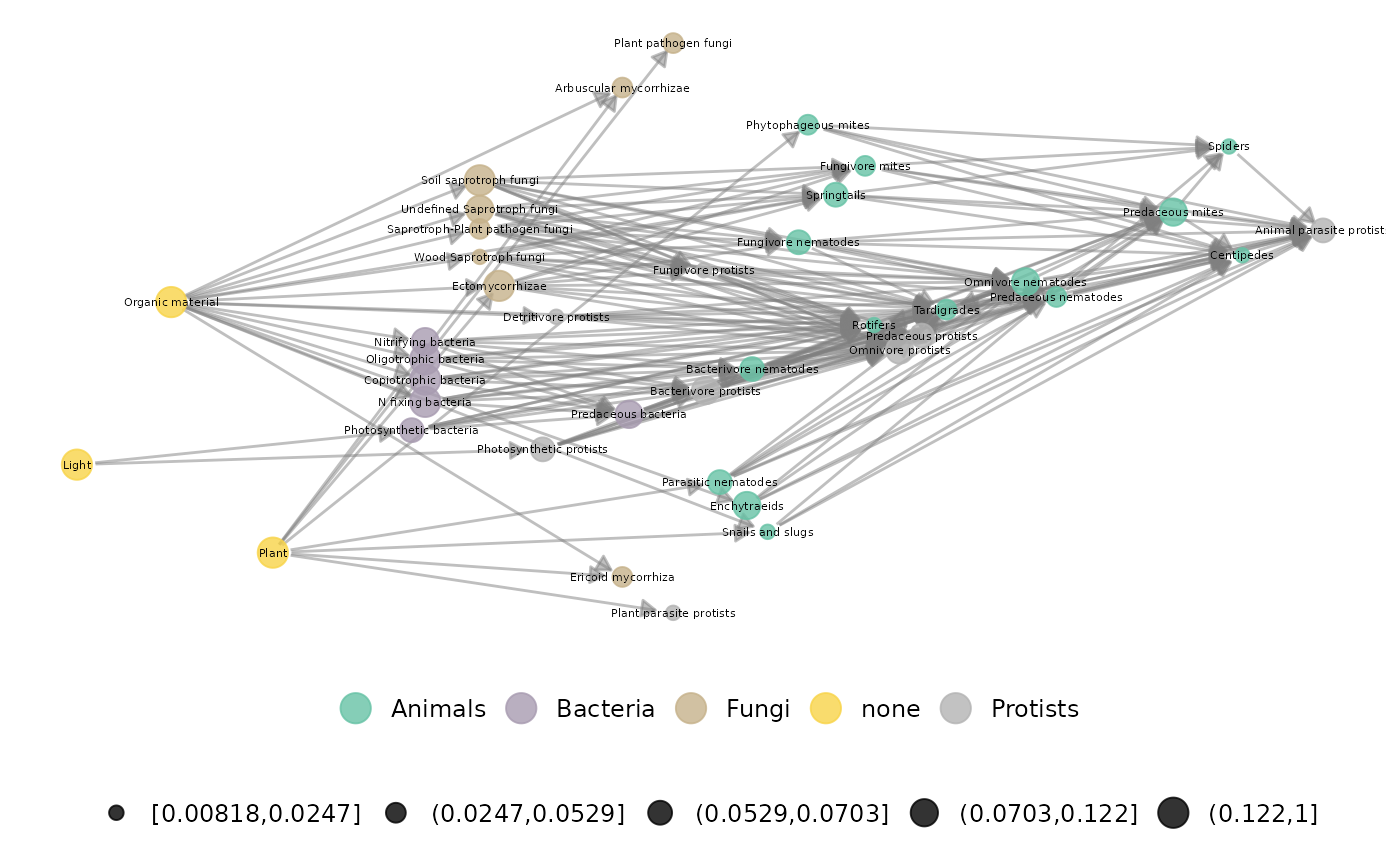 Plant pathogen fungi
Arbuscular mycorrhizae
Phytophageous mites
Spiders
Fungivore mites
Soil saprotroph fungi
Springtails
Undefined Saprotroph fungi
Predaceous mites
Saprotroph-Plant pathogen fungi
Animal parasite protist
Fungivore nematodes
Centipedes
Wood Saprotroph fungi
Fungivore protists
Omnivore nematodes
Ectomycorrhizae
Predaceous nematodes
Organic material
Tardigrades
Detritivore protists
Rotifers
Predaceous protists
Nitrifying bacteria
Omnivore protists
Oligotrophic bacteria
Bacterivore nematodes
Copiotrophic bacteria
Bacterivore protists
N fixing bacteria
Predaceous bacteria
Photosynthetic bacteria
Photosynthetic protists
Light
Parasitic nematodes
Enchytraeids
Snails and slugs
Plant
Ericoid mycorrhiza
Plant parasite protists
Animals Bacteria Fungi none Protists
[0.00818,0.0247] (0.0247,0.0529] (0.0529,0.0703] (0.0703,0.122] (0.122,1]